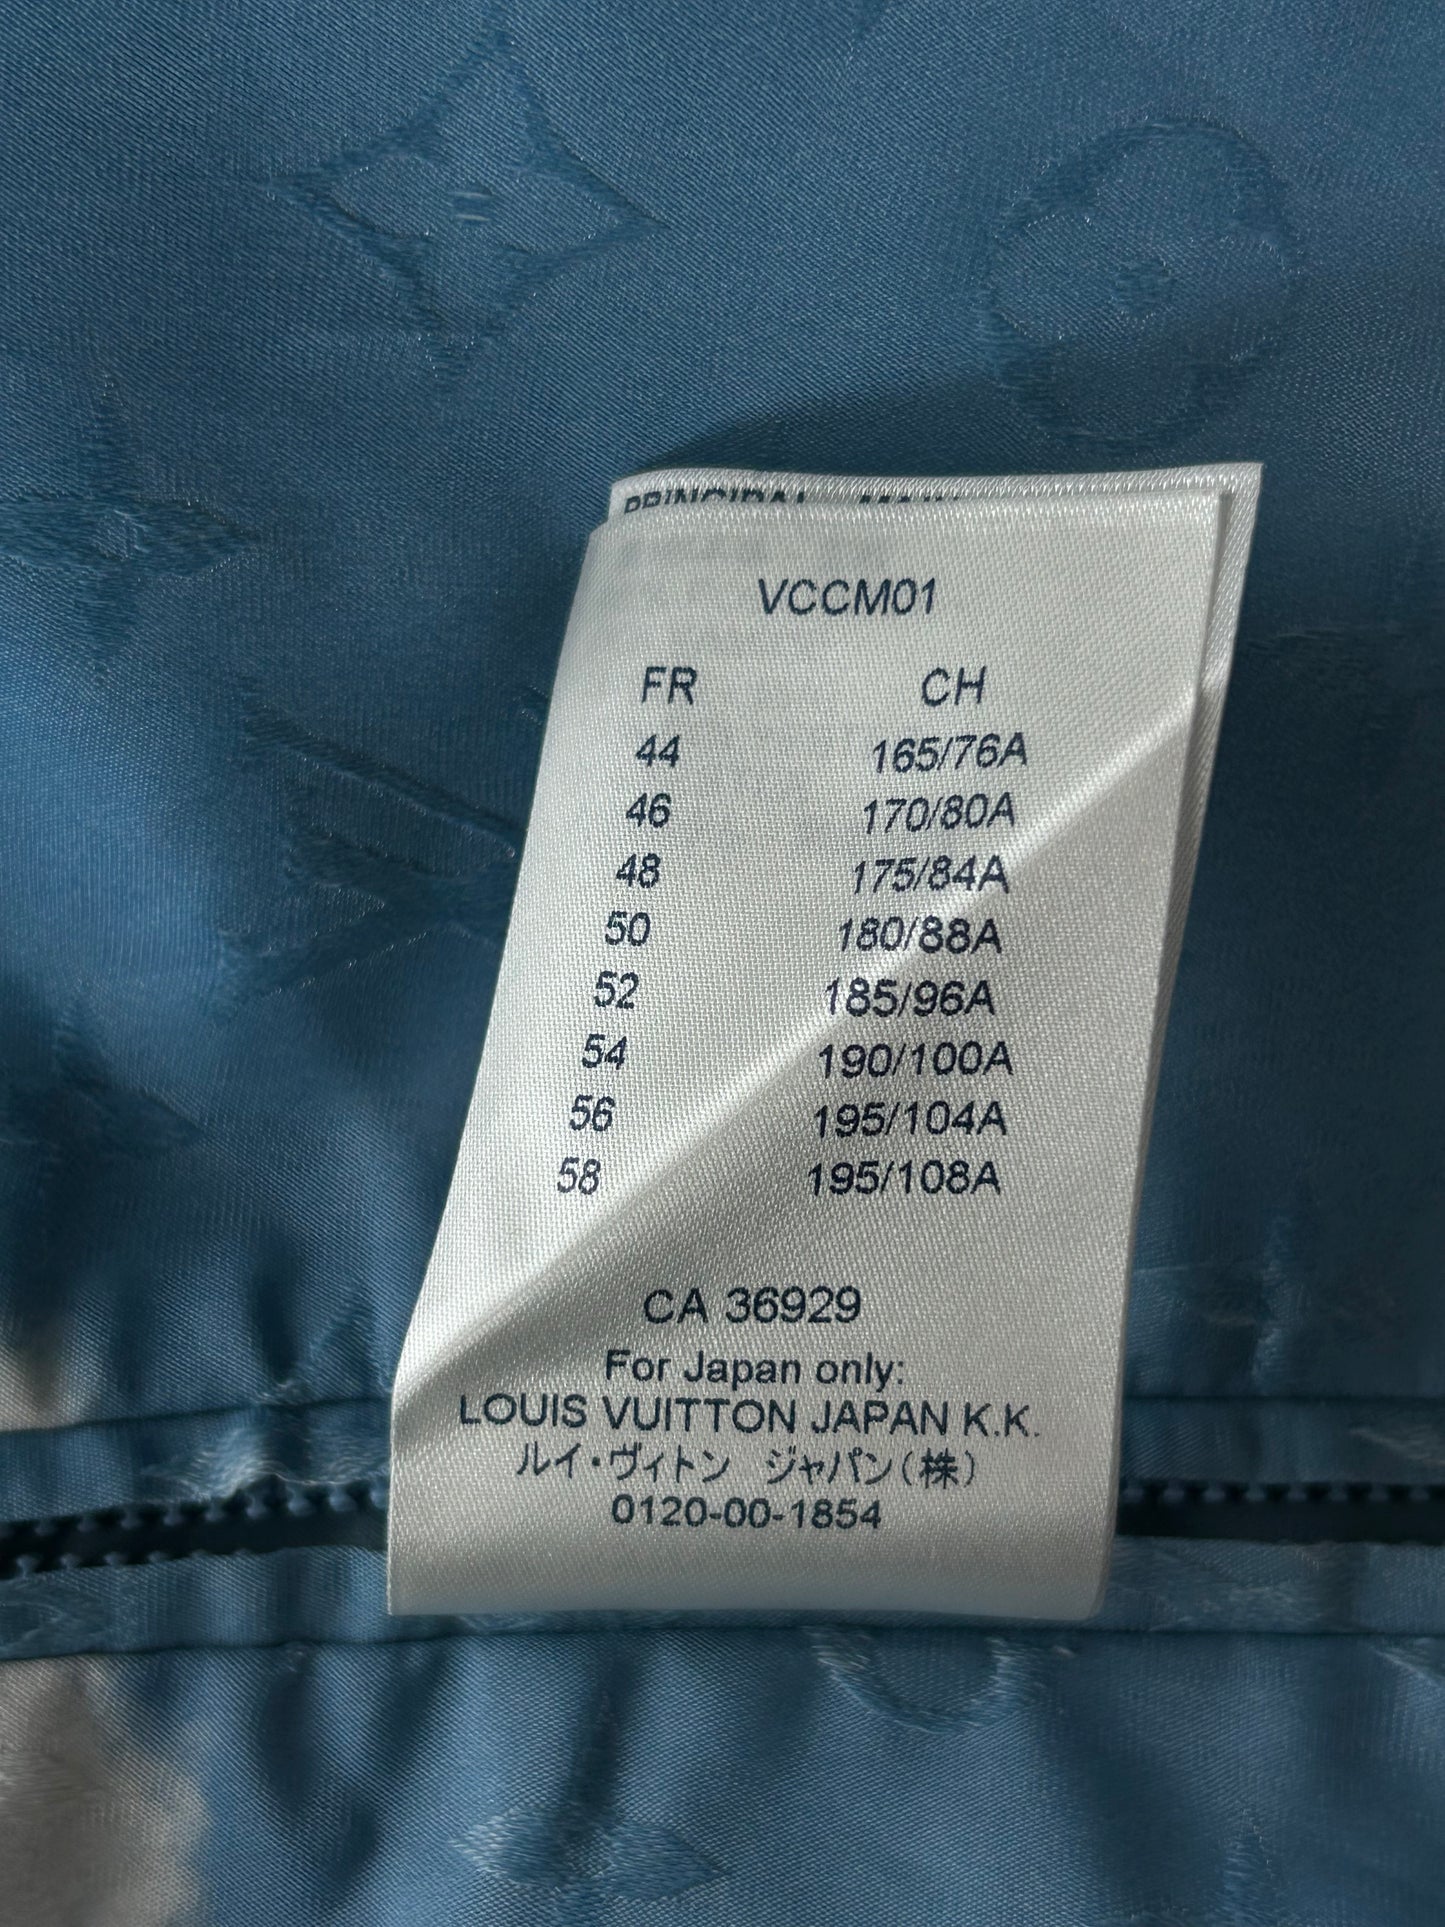 PRINCIPAL
VCCM01
FR CH
44 165/76A
46 170/80A
48 175/84A
50 180/88A
52 185/96A
54 190/100A
56 195/104A
58 195/108A
CA 36929
For Japan only:
LOUIS VUITTON JAPAN K.K.
ルイ・ヴィトン ジャパン(株)
0120-00-1854